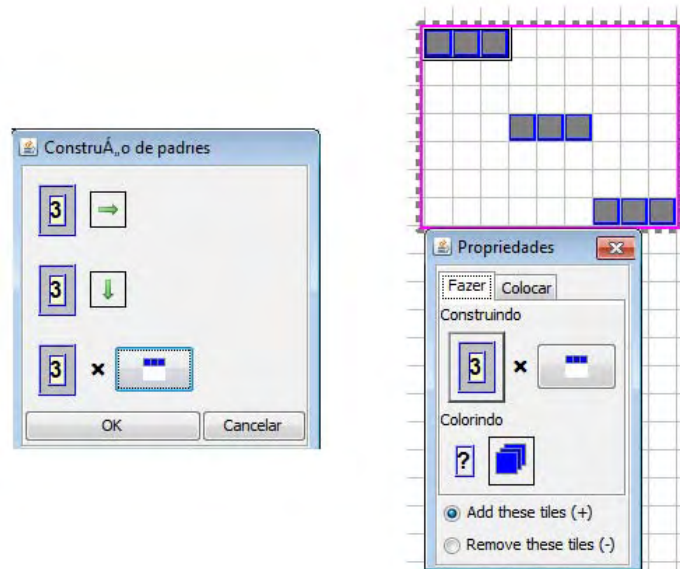 ConstruÁ„o de padries
3
3
3 ×
OK
Cancelar
Propriedades
Fazer
Colocar
Construindo
3 ×
Colorindo
?
Add these tiles (+)
Remove these tiles (-)